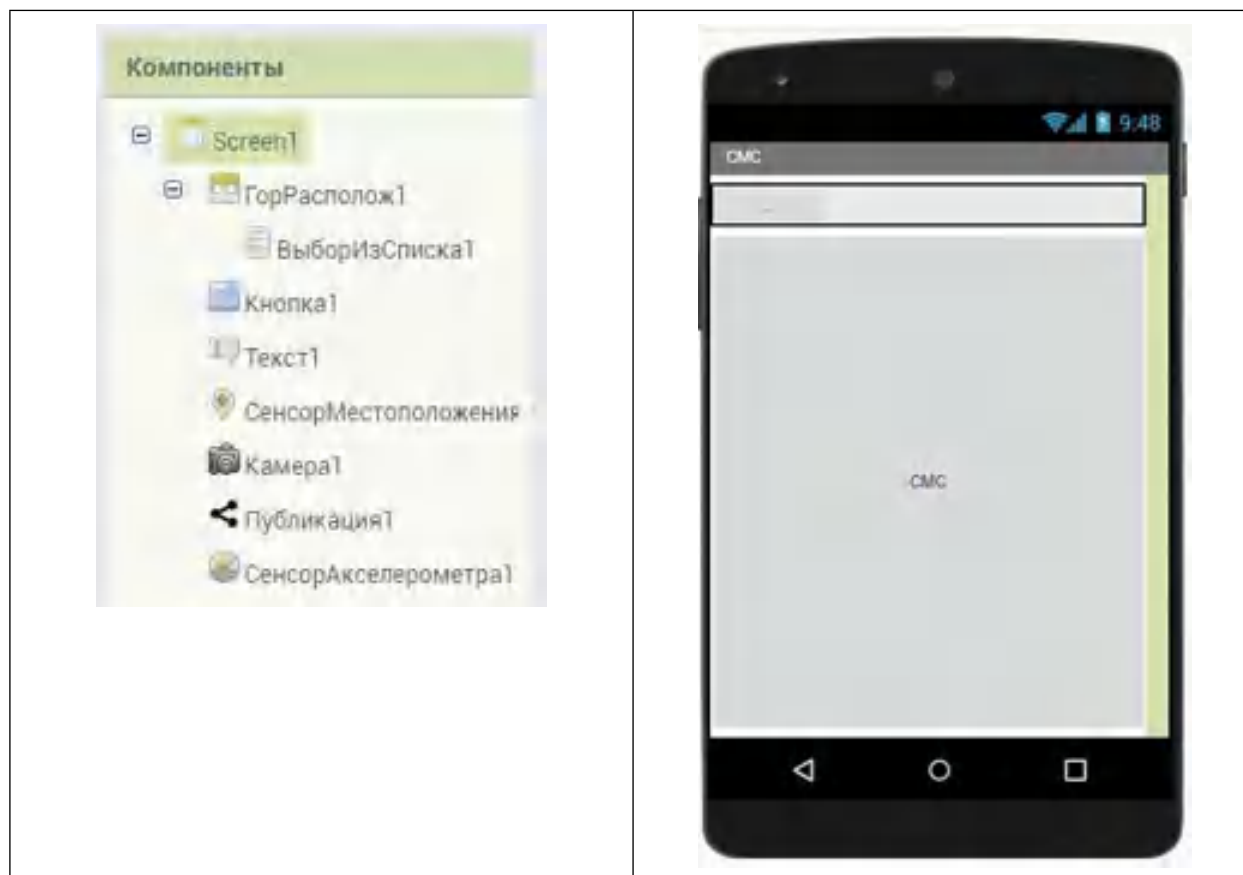 Компоненты
Screen1
ГорРасполож1
ВыборИзСписка1
Кнопка1
Текст1
СенсорМестоположения
Камера1
Публикация1
СенсорАкселерометра1
9:48
СМС
СМС